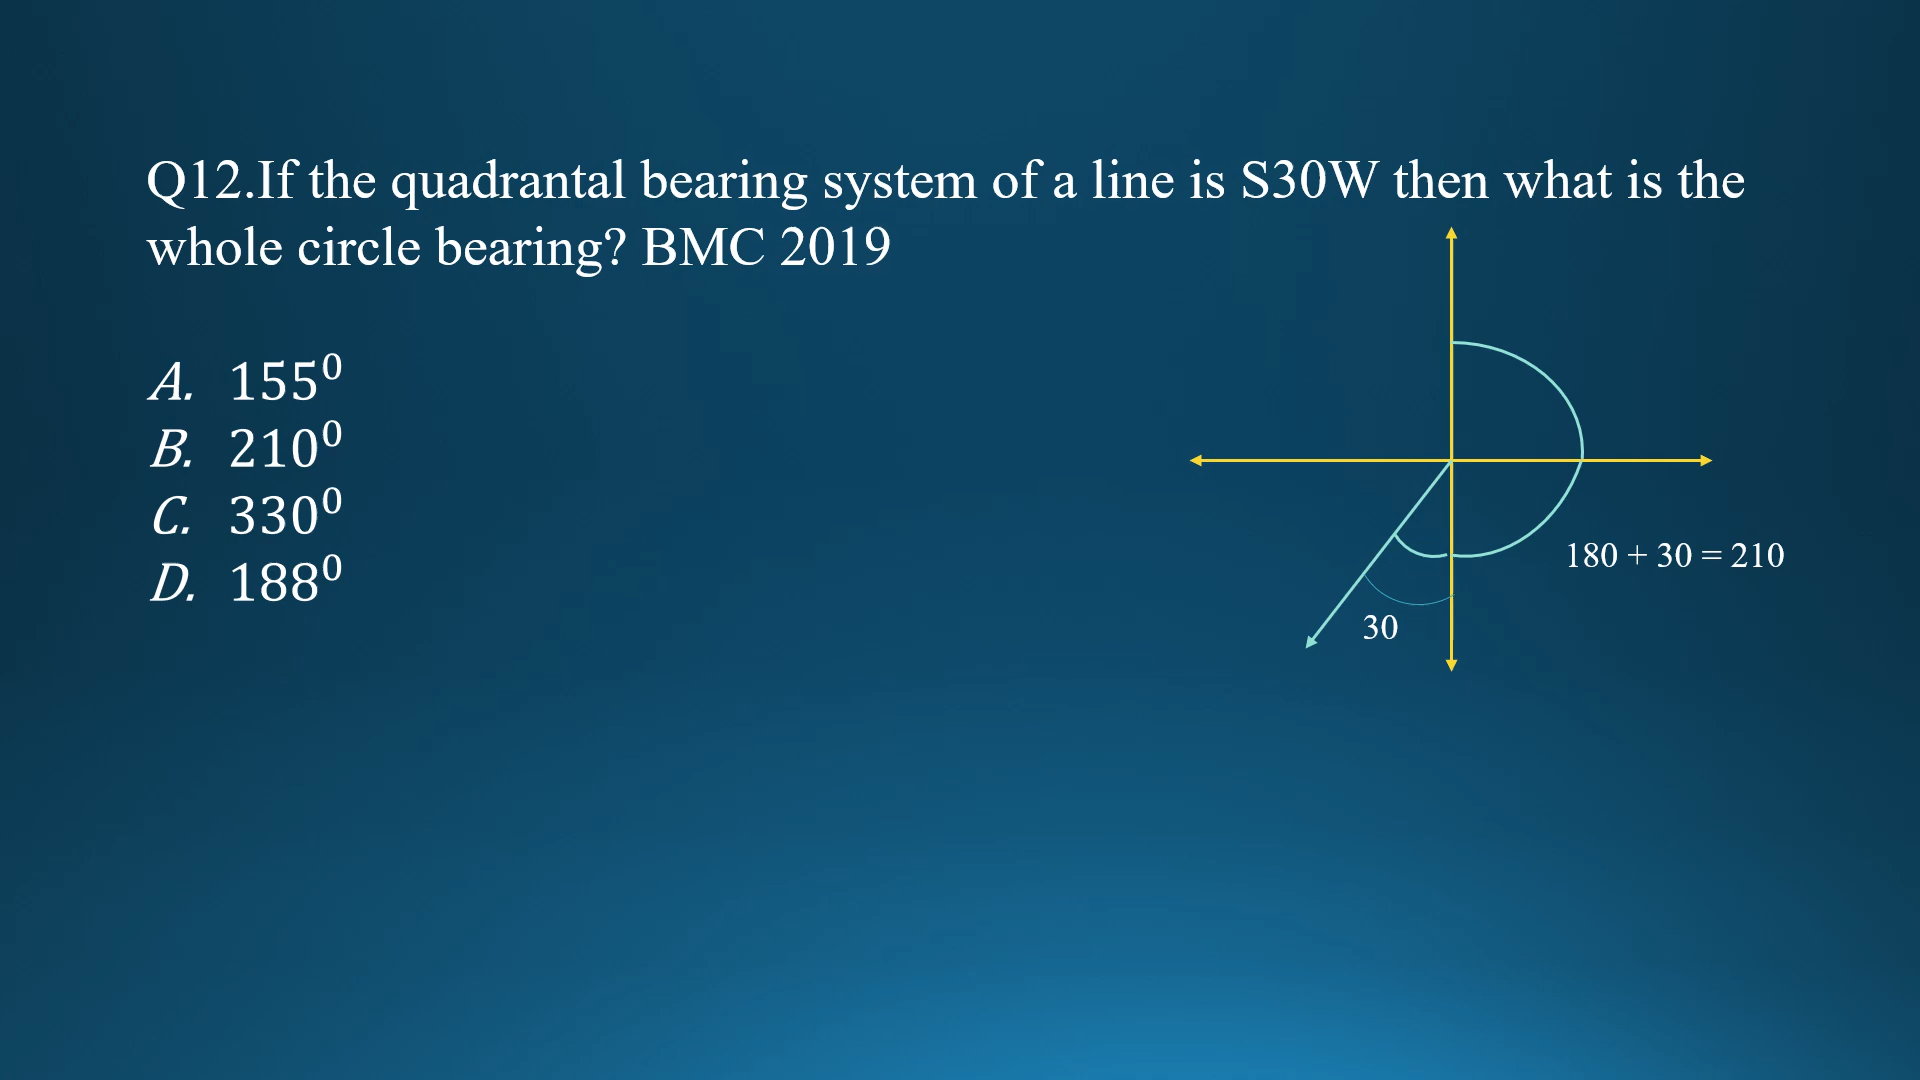 Q12.If the quadrantal bearing system of a line is S30W then what is the
whole circle bearing? BMC 2019
A. 155⁰
B. 210⁰
C. 330⁰
D. 188⁰
180 + 30 = 210
30